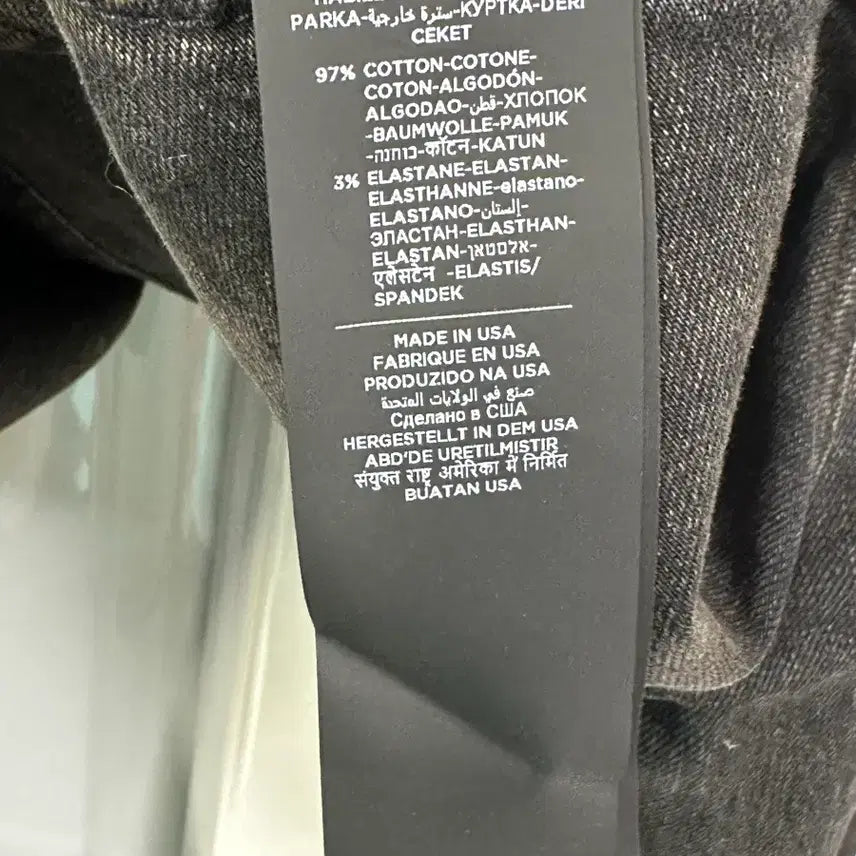 PARKA-سترة خارجية-КУРТКА-DERI
CEKET
97% COTTON-COTONE-
COTON-ALGODÓN-
ALGODAO-قطن-ХЛОПОК
-BAUMWOLLE-PAMUK
-כותנה-कॉटन-KATUN
3% ELASTANE-ELASTAN-
ELASTHANNE-elastano-
ELASTANO-إلستان-
ЭЛАСТАН-ELASTHAN-
ELASTAN-אלסטאן-
एलैसटेन -ELASTIS/
SPANDEK
MADE IN USA
FABRIQUE EN USA
PRODUZIDO NA USA
صنع في الولايات المتحدة
Сделано в США
HERGESTELLT IN DEM USA
ABD'DE URETILMISTIR
संयुक्त राष्ट्र अमेरिका में निर्मित
BUATAN USA